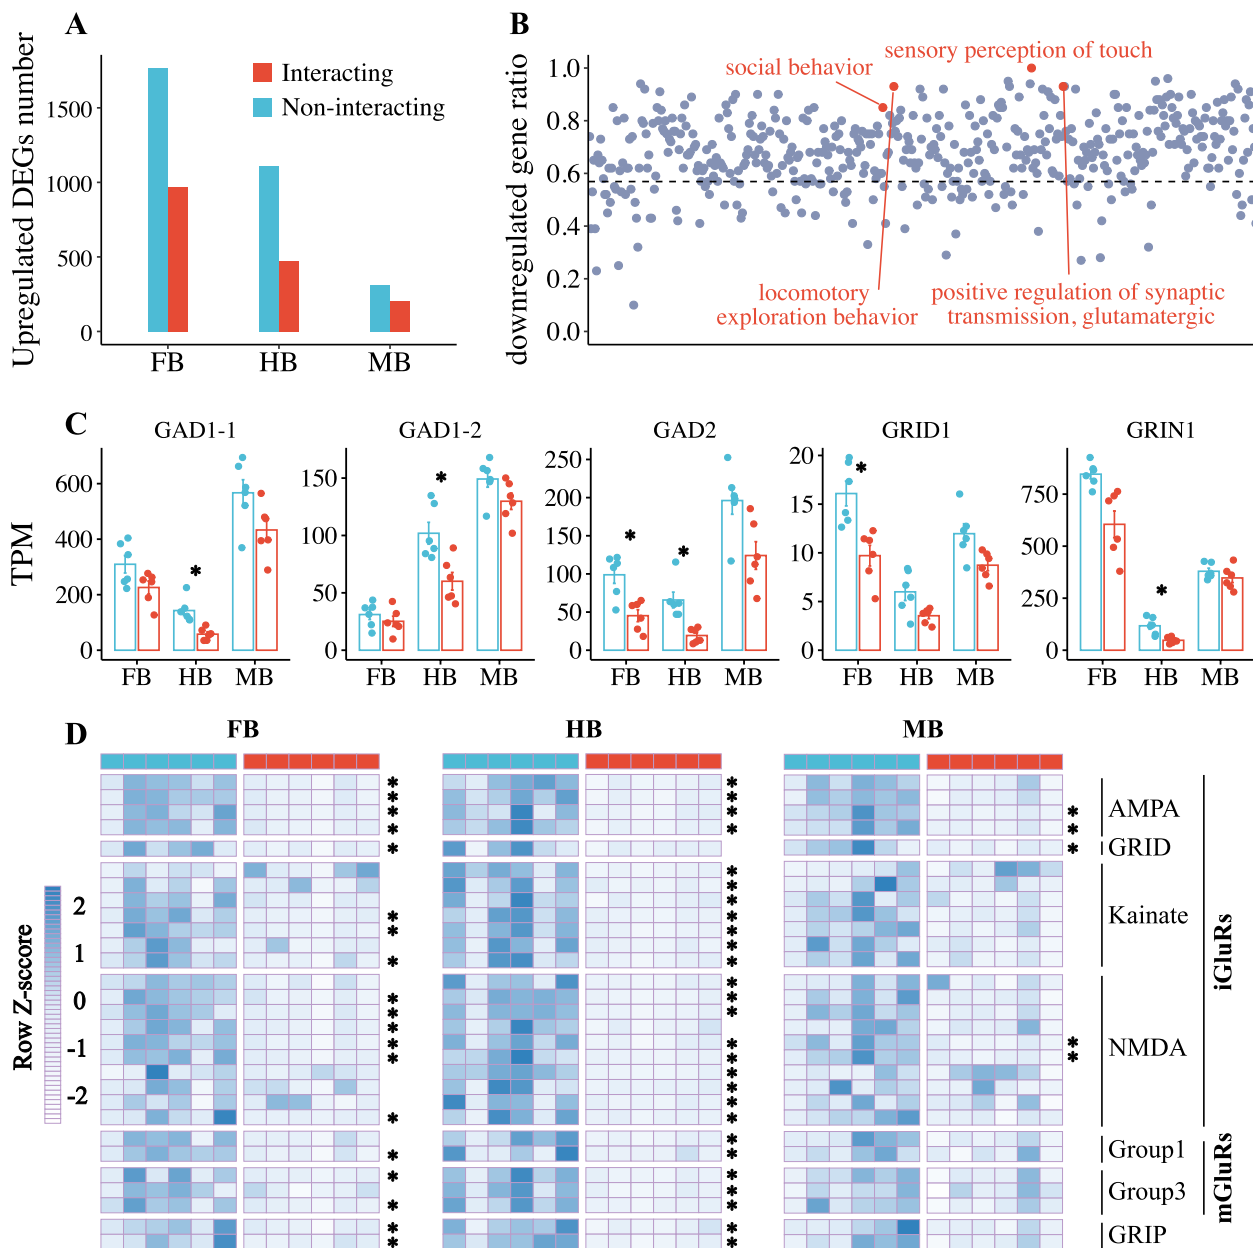 A
Upregulated DEGs number
1500
1000
500
0
Interacting
Non-interacting
FB HB MB
B
downregulated gene ratio
1.0
0.8
0.6
0.4
0.2
0.0
sensory perception of touch
social behavior
locomotory
exploration behavior
positive regulation of synaptic
transmission, glutamatergic
C
TPM
GAD1-1
600
400
200
0
FB HB MB
*
GAD1-2
150
100
50
0
FB HB MB
*
GAD2
250
200
150
100
50
0
FB HB MB
* *
GRID1
20
15
10
5
0
FB HB MB
*
GRIN1
750
500
250
0
FB HB MB
*
D
FB HB MB
Row Z-sccore
2
1
0
-1
-2
AMPA
GRID
Kainate
NMDA
Group1
Group3
GRIP
iGluRs
mGluRs